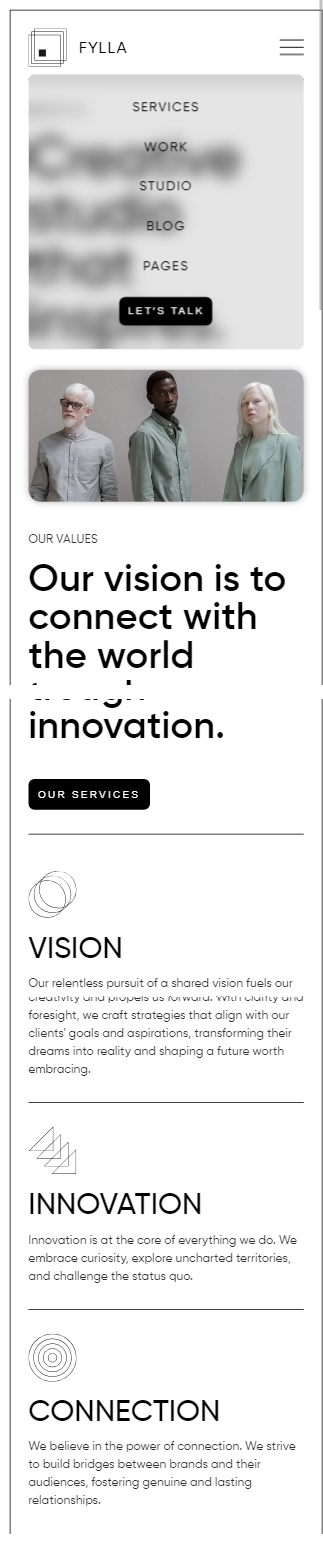 FYLLA
SERVICES
WORK
STUDIO
BLOG
PAGES
LET'S TALK
Creative
studio
that
OUR VALUES
Our vision is to
connect with
the world
innovation.
OUR SERVICES
VISION
Our relentless pursuit of a shared vision fuels our
creativity and propels us forward. With clarity and
foresight, we craft strategies that align with our
clients' goals and aspirations, transforming their
dreams into reality and shaping a future worth
embracing.
INNOVATION
Innovation is at the core of everything we do. We
embrace curiosity, explore uncharted territories,
and challenge the status quo.
CONNECTION
We believe in the power of connection. We strive
to build bridges between brands and their
audiences, fostering genuine and lasting
relationships.